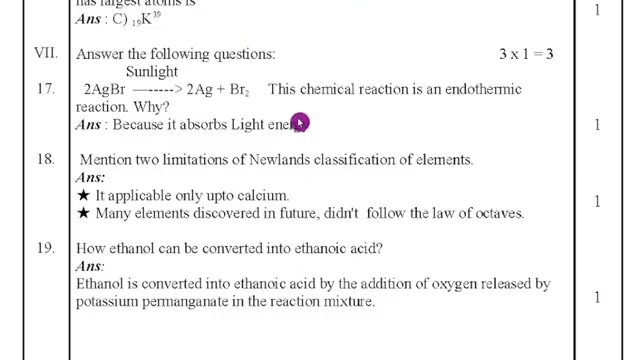 has largest atoms is
Ans : C) ₁₉K³⁹
1
VII. Answer the following questions: 3 x 1 = 3
Sunlight
17. 2AgBr ------> 2Ag + Br₂ This chemical reaction is an endothermic
reaction. Why?
Ans : Because it absorbs Light energy 1
18. Mention two limitations of Newlands classification of elements.
Ans:
★ It applicable only upto calcium. 1
★ Many elements discovered in future, didn't follow the law of octaves.
19. How ethanol can be converted into ethanoic acid?
Ans:
Ethanol is converted into ethanoic acid by the addition of oxygen released by
potassium permanganate in the reaction mixture. 1